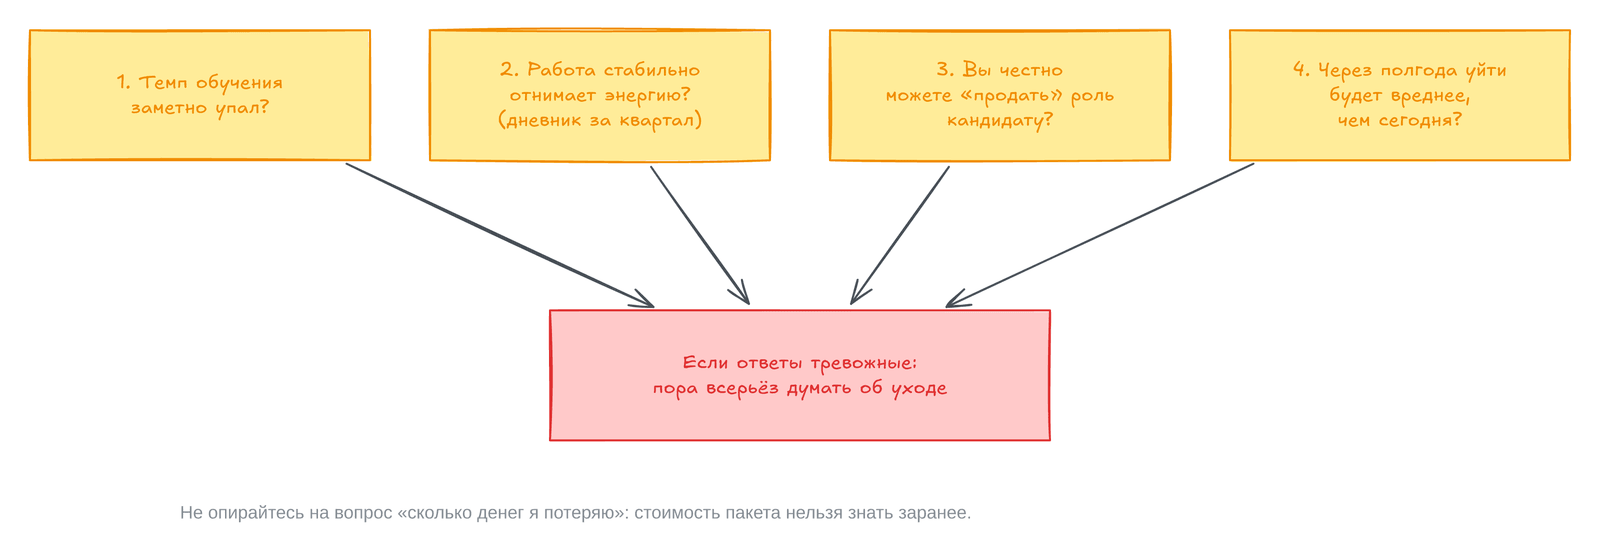 1. Темп обучения
заметно упал?
2. Работа стабильно
отнимает энергию?
(дневник за квартал)
3. Вы честно
можете «продать» роль
кандидату?
4. Через полгода уйти
будет вреднее,
чем сегодня?
Если ответы тревожные:
пора всерьёз думать об уходе
Не опирайтесь на вопрос «сколько денег я потеряю»: стоимость пакета нельзя знать заранее.